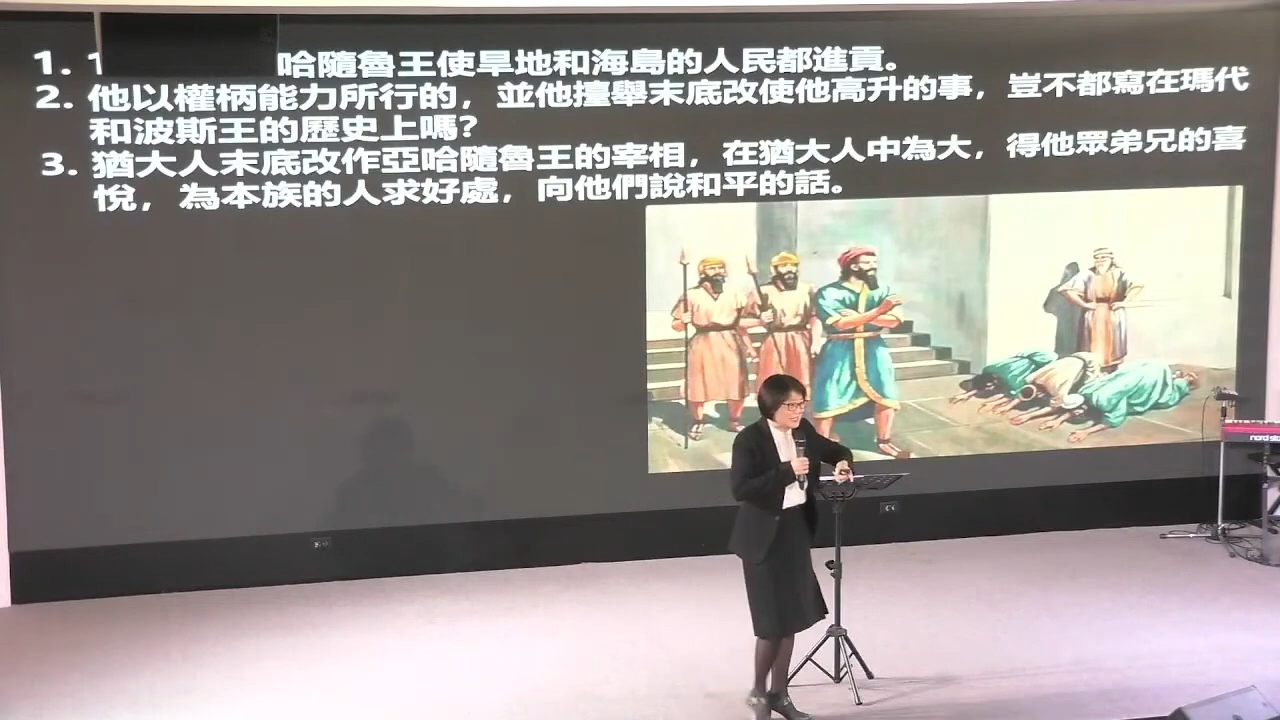 1. 哈隨魯王使旱地和海島的人民都進貢。
2. 他以權柄能力所行的，並他擡舉末底改使他高升的事，豈不都寫在瑪代
和波斯王的歷史上嗎?
3. 猶大人末底改作亞哈隨魯王的宰相，在猶大人中為大，得他眾弟兄的喜
悅，為本族的人求好處，向他們說和平的話。
nord